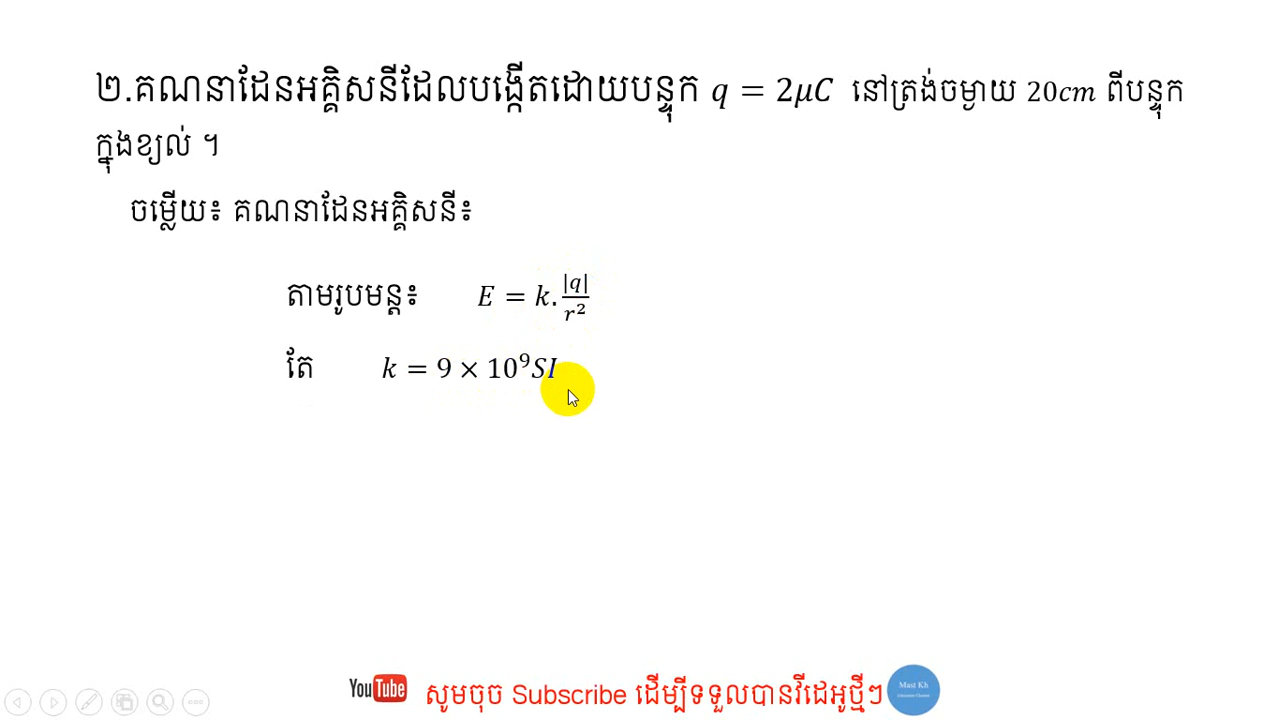 ២.គណនាដែនអគ្គិសនីដែលបង្កើតដោយបន្ទុក q = 2μC នៅត្រង់ចម្ងាយ 20cm ពីបន្ទុក
ក្នុងខ្យល់ ។
ចម្លើយ៖ គណនាដែនអគ្គិសនី៖
តាមរូបមន្ត៖ E = k.|q|/r²
តែ k = 9 × 10⁹SI
YouTube សូមចុច Subscribe ដើម្បីទទួលបានវីដេអូថ្មីៗ
Mast Kh